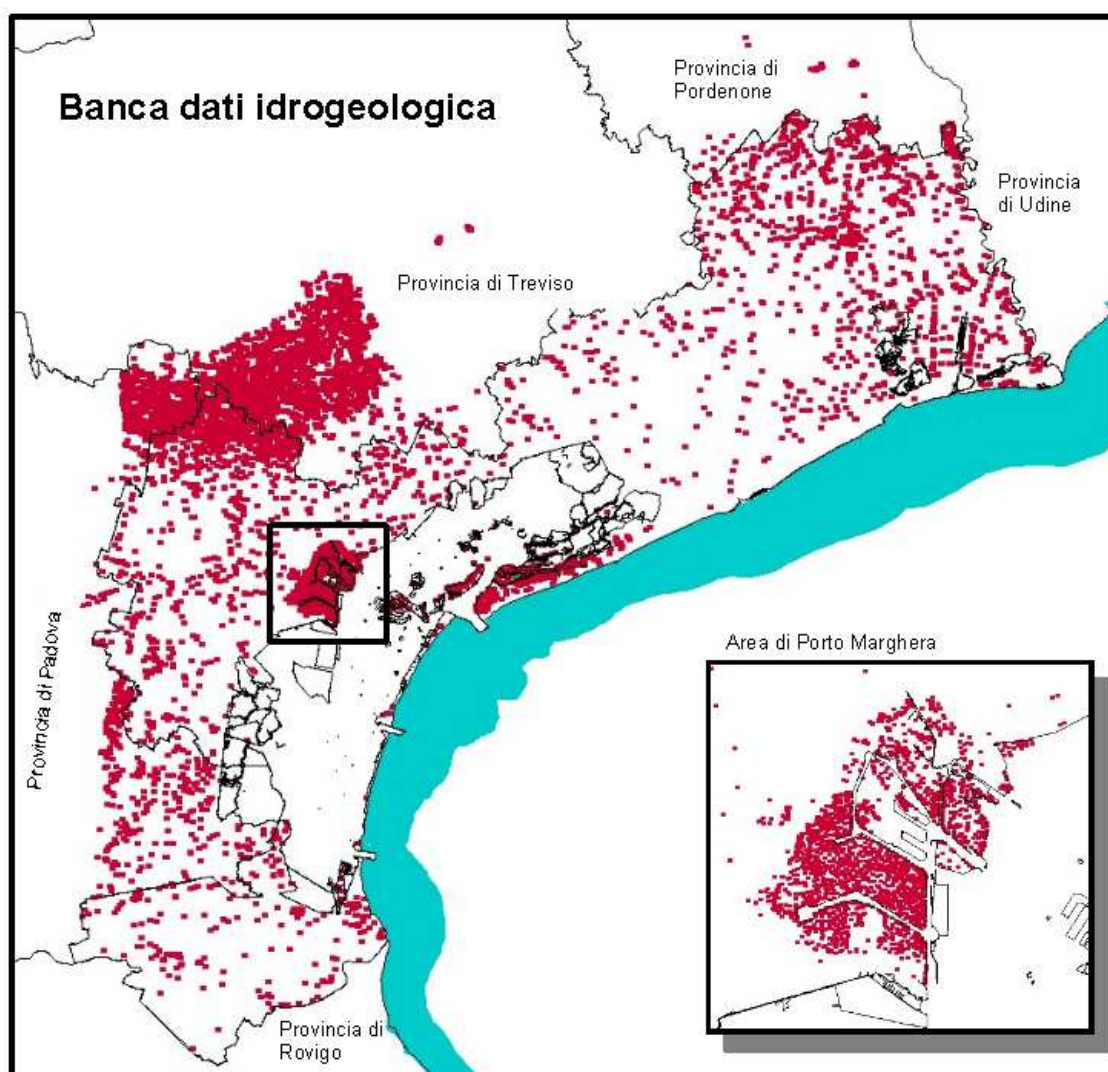 Banca dati idrogeologica
Provincia di
Pordenone
Provincia
di Udine
Provincia di Treviso
Provincia di Padova
Area di Porto Marghera
Provincia di
Rovigo